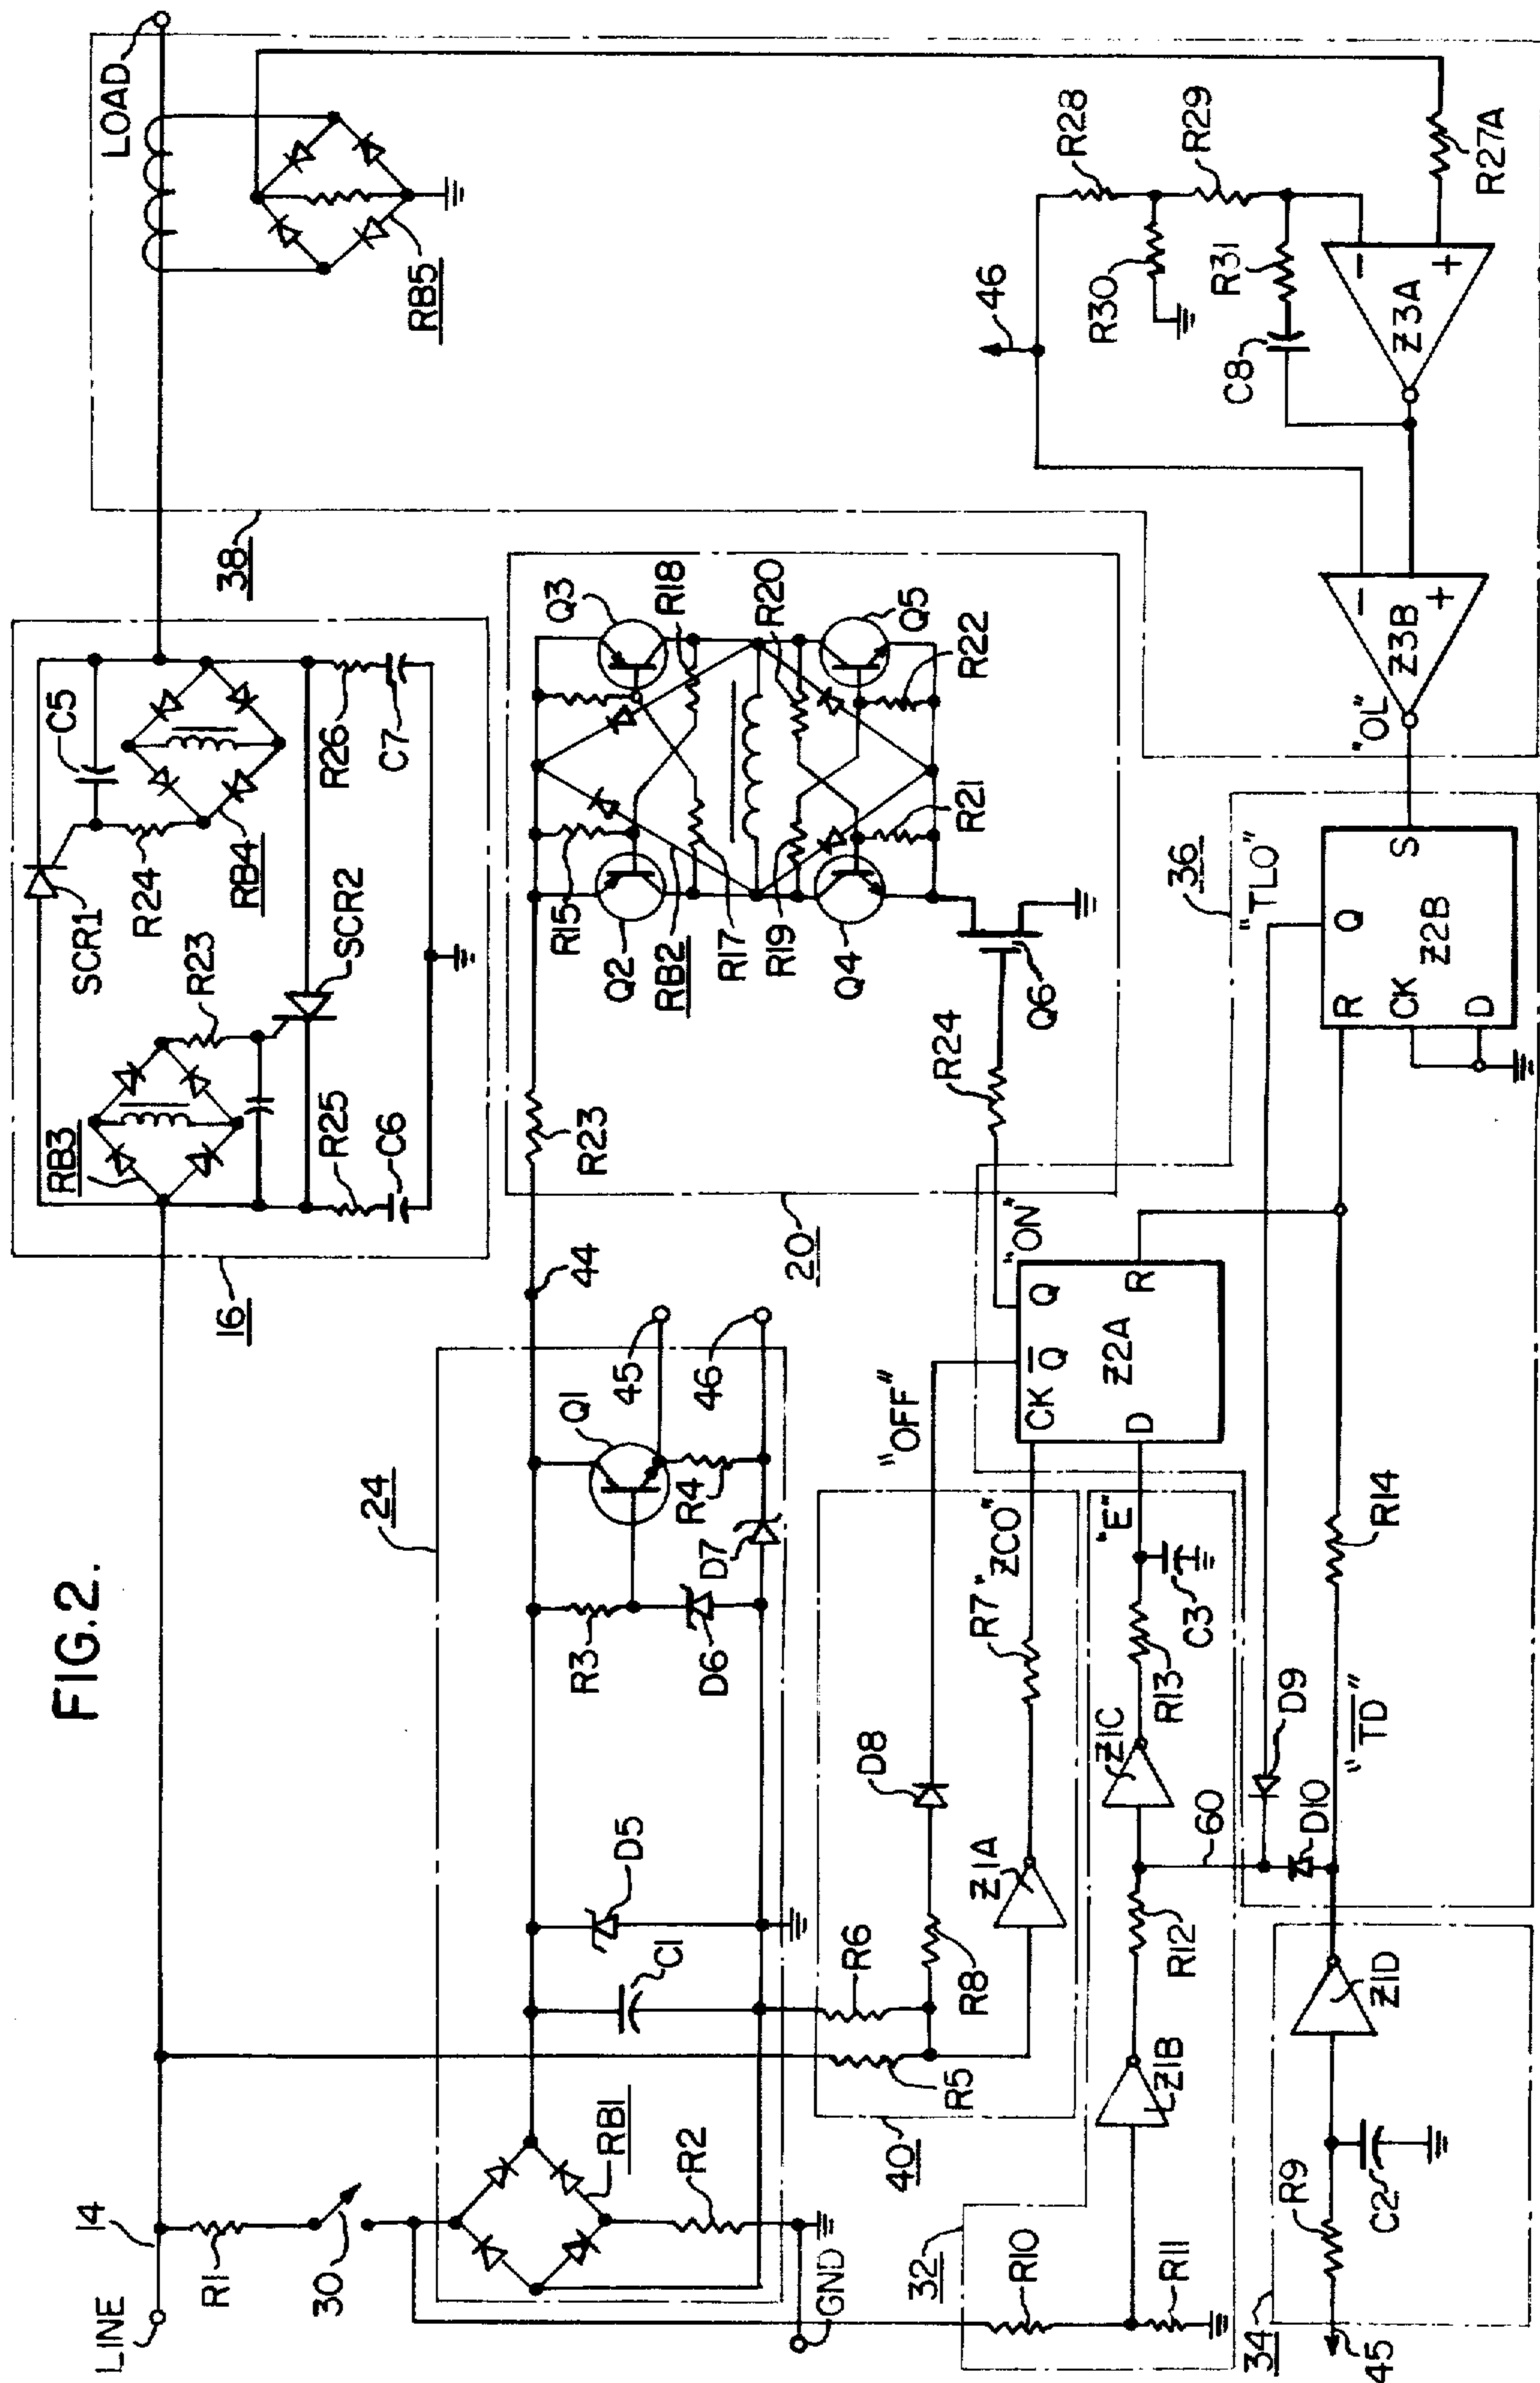 FIG.2.
LINE
14
R1
30
GND
24
RB1
R2
C1
D5
R3
D6
D7
Q1
R4
45
46
44
16
RB3
R23
R25
C6
SCR2
SCR1
R24
C5
RB4
R26
C7
LOAD
RB5
38
20
R23
R15
Q2
RB2
R17
R19
Q4
R21
Q3
R18
R20
Q5
R22
Q6
R24
46
R28
R29
R30
R31
C8
R27A
Z3A
- +
Z3B
- +
"OL"
36
"TLO"
S
Q
Z2B
R
CK
D
"ON"
Q
Q̅
R
Z2A
CK
D
"OFF"
"ZCO"
"E"
40
R5
R6
R8
D8
Z1A
R7
32
R10
R11
Z1B
R12
Z1C
R13
C3
60
D9
D10
"T̅D̅"
R14
34
45
R9
C2
Z1D